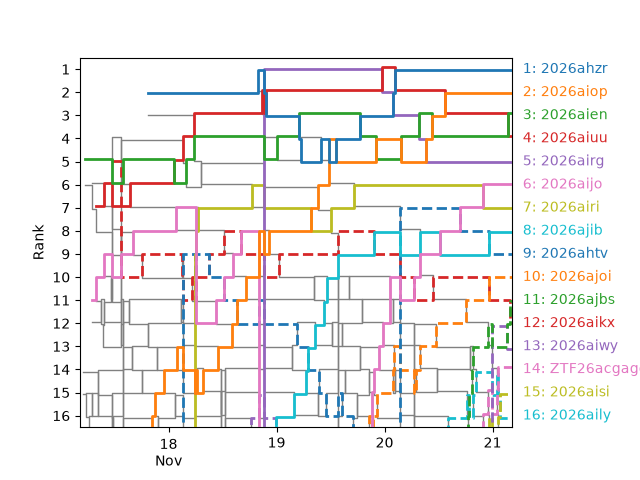 1
2
3
4
5
6
7
8
9
10
11
12
13
14
15
16
Rank
18
19
20
21
Nov
1: 2026ahzr
2: 2026aiop
3: 2026aien
4: 2026aiuu
5: 2026airg
6: 2026aijo
7: 2026airi
8: 2026ajib
9: 2026ahtv
10: 2026ajoi
11: 2026ajbs
12: 2026aikx
13: 2026aiwy
14: ZTF26acgag
15: 2026aisi
16: 2026aily